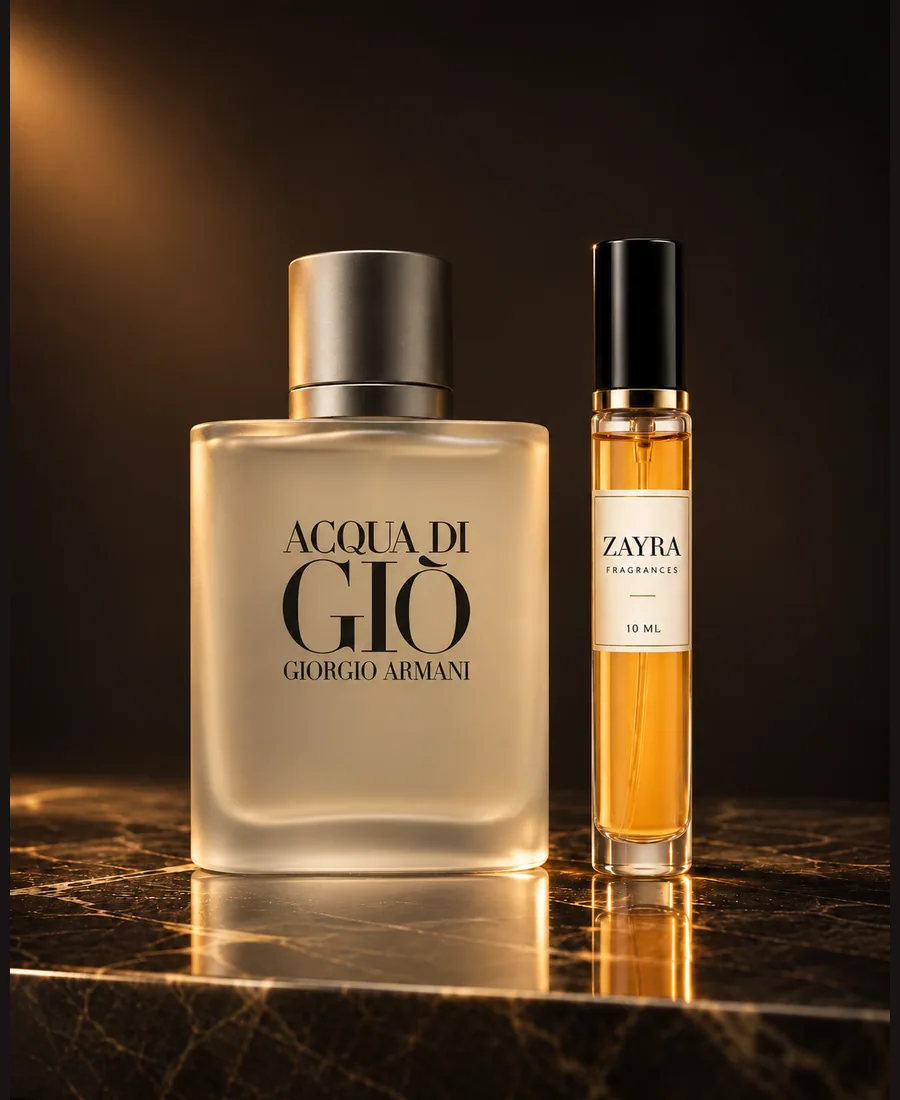 ACQUA DI
GIÒ
GIORGIO ARMANI
ZAYRA
FRAGRANCES
10 ML